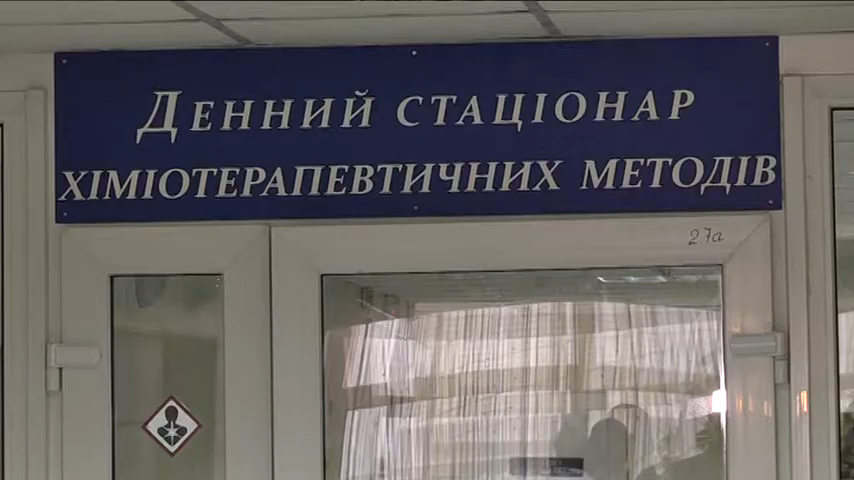 Денний стаціонар
хіміотерапевтичних методів
27а